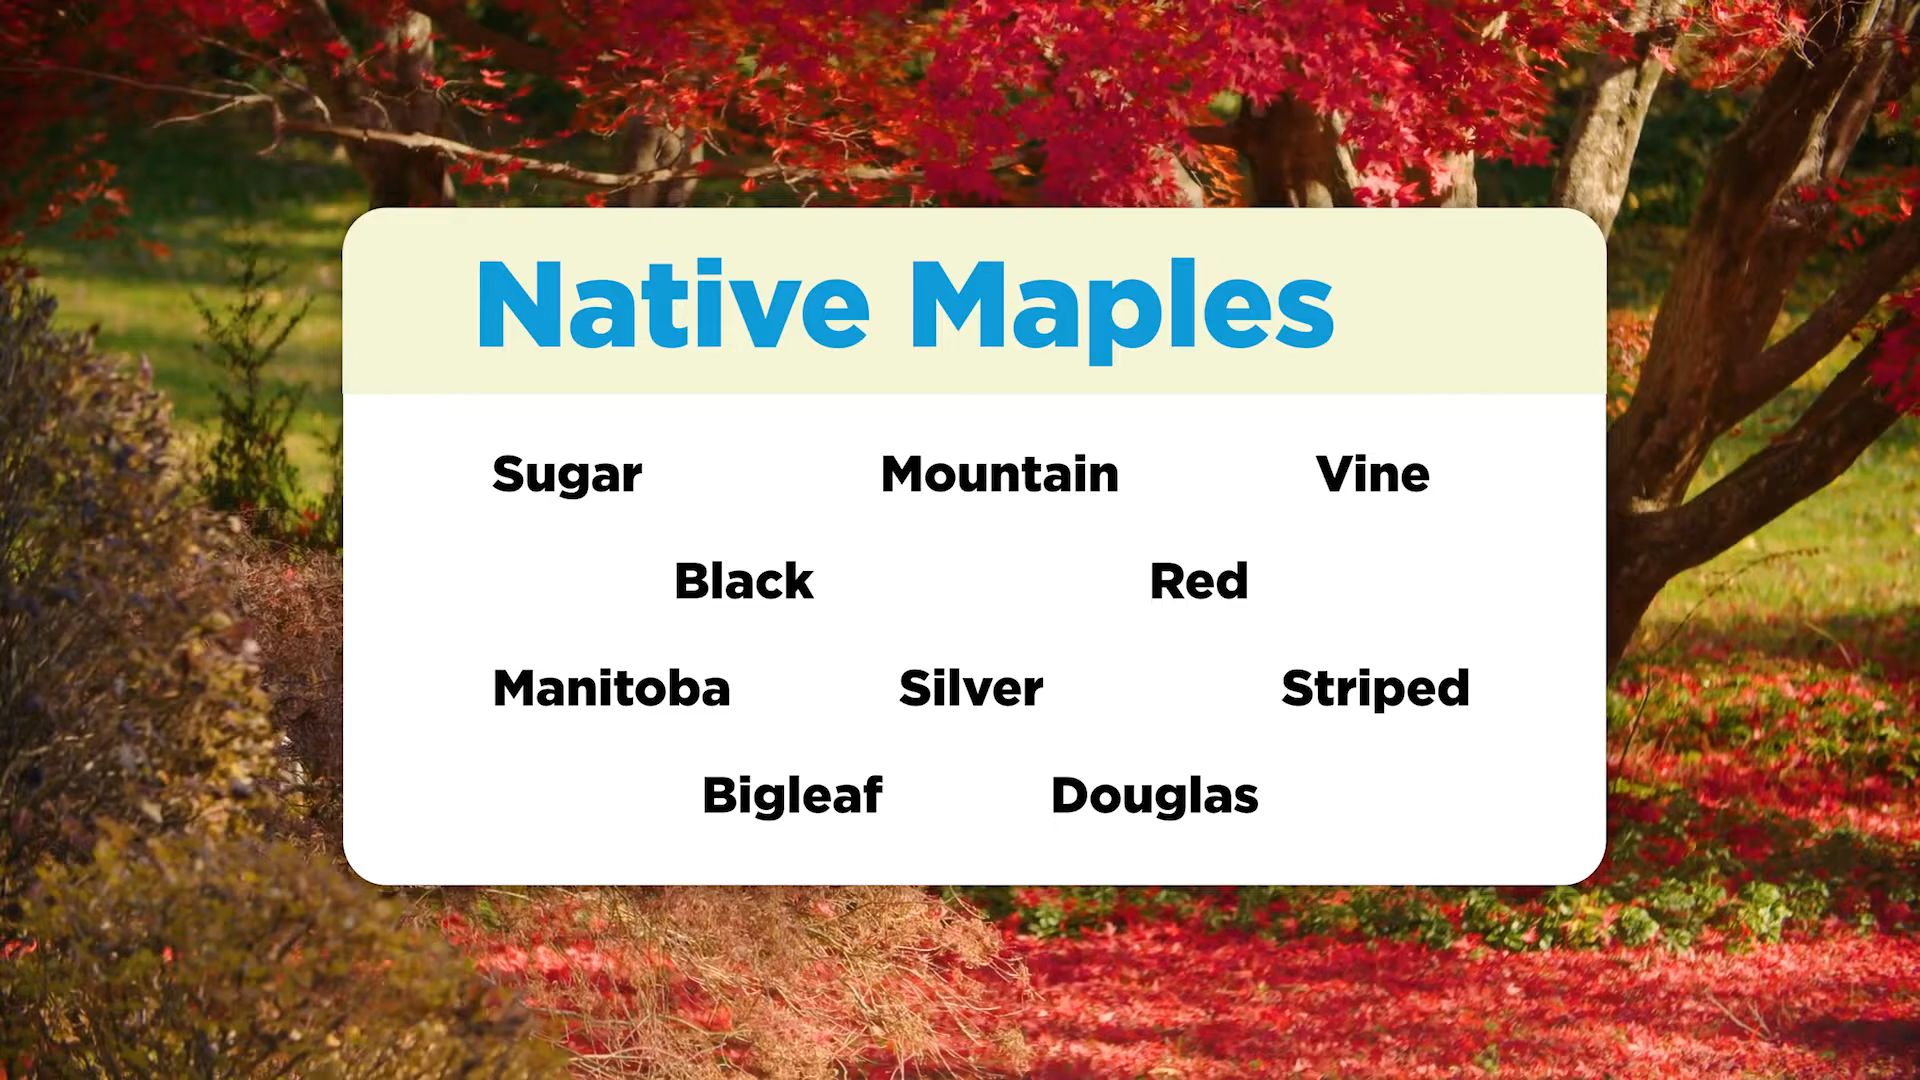 Native Maples
Sugar Mountain Vine
Black Red
Manitoba Silver Striped
Bigleaf Douglas